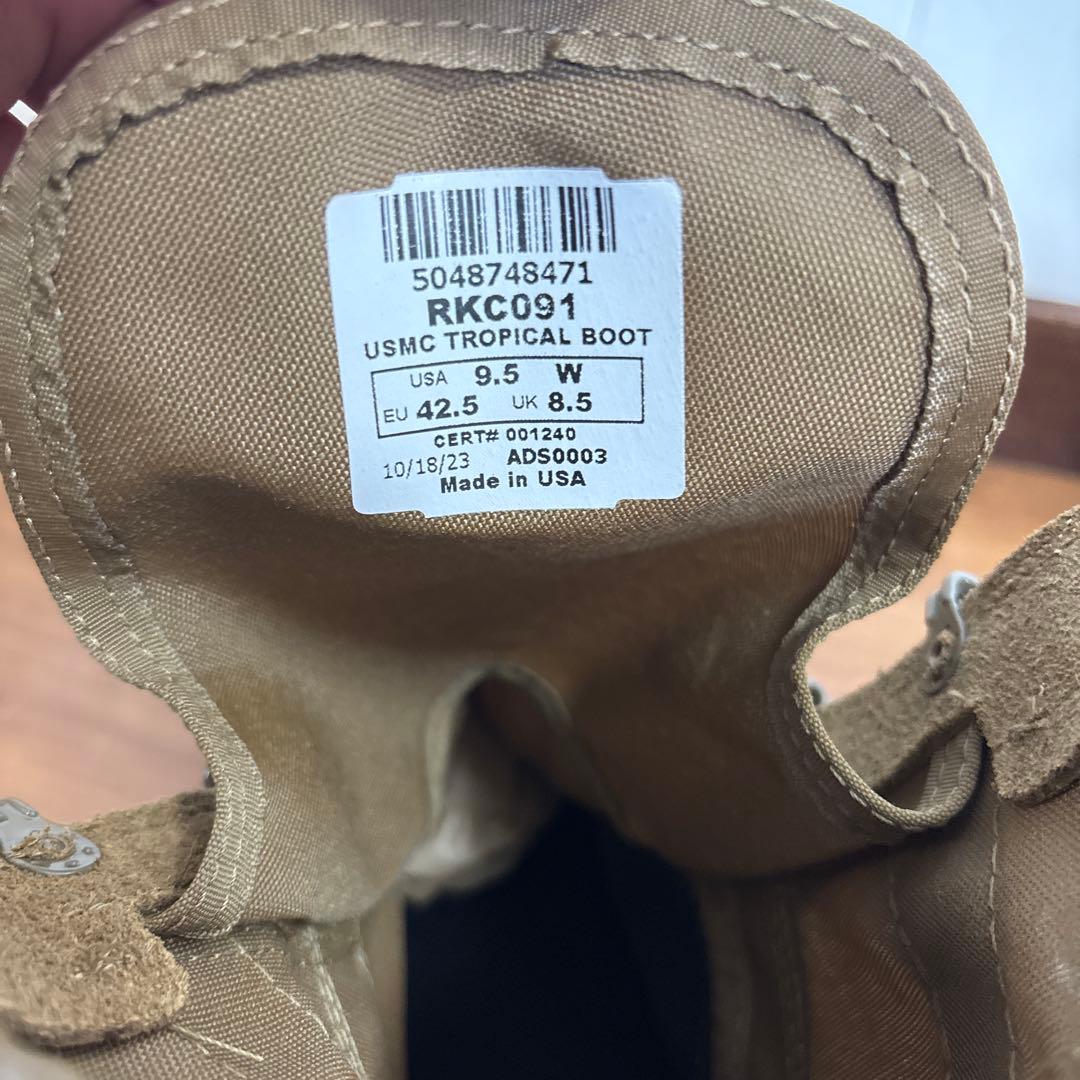 5048748471
RKC091
USMC TROPICAL BOOT
USA 9.5 W
EU 42.5 UK 8.5
CERT# 001240
10/18/23 ADS0003
Made in USA